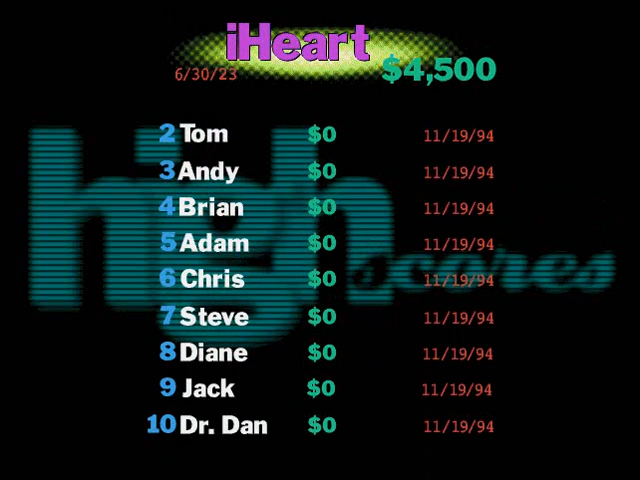 iHeart
6/30/23 $4,500
2 Tom $0 11/19/94
3 Andy $0 11/19/94
4 Brian $0 11/19/94
5 Adam $0 11/19/94
6 Chris $0 11/19/94
7 Steve $0 11/19/94
8 Diane $0 11/19/94
9 Jack $0 11/19/94
10 Dr. Dan $0 11/19/94
high scores